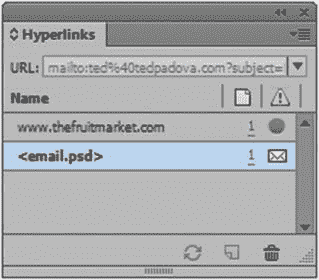 Hyperlinks
URL: mailto:ted%40tedpadova.com?subject=
Name
www.thefruitmarket.com 1
<email.psd> 1